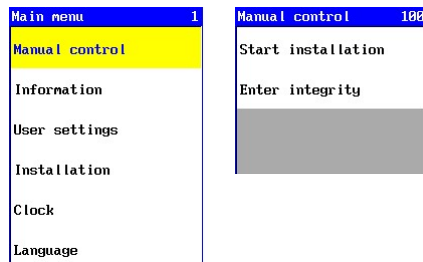 Main menu 1
Manual control
Information
User settings
Installation
Clock
Language
Manual control 100
Start installation
Enter integrity